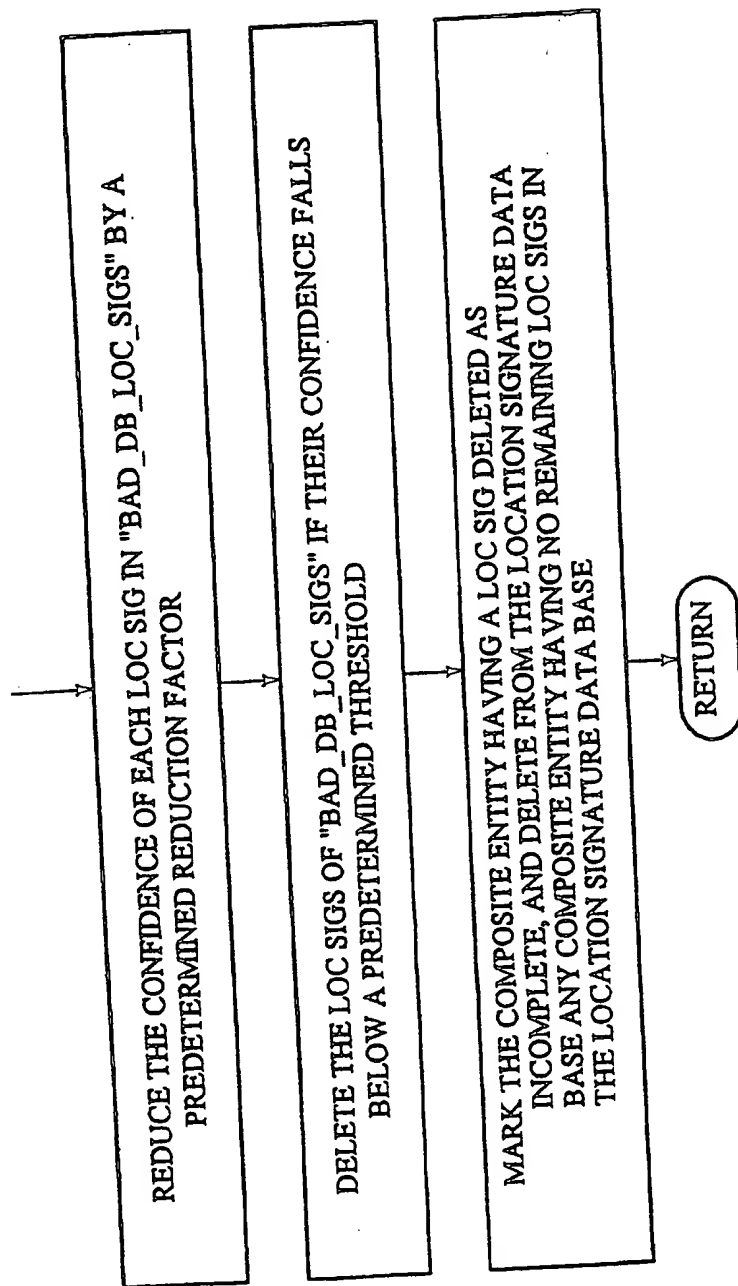 REDUCE THE CONFIDENCE OF EACH LOC SIG IN "BAD_DB_LOC_SIGS" BY A
PREDETERMINED REDUCTION FACTOR
DELETE THE LOC SIGS OF "BAD_DB_LOC_SIGS" IF THEIR CONFIDENCE FALLS
BELOW A PREDETERMINED THRESHOLD
MARK THE COMPOSITE ENTITY HAVING A LOC SIG DELETED AS
INCOMPLETE, AND DELETE FROM THE LOCATION SIGNATURE DATA
BASE ANY COMPOSITE ENTITY HAVING NO REMAINING LOC SIGS IN
THE LOCATION SIGNATURE DATA BASE
RETURN